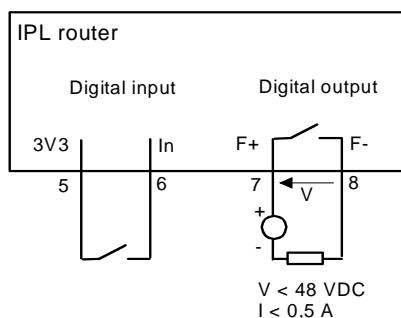 IPL router
Digital input
Digital output
3V3
In
F+
F-
5
6
7
V
8
+
-
V < 48 VDC
I < 0,5 A